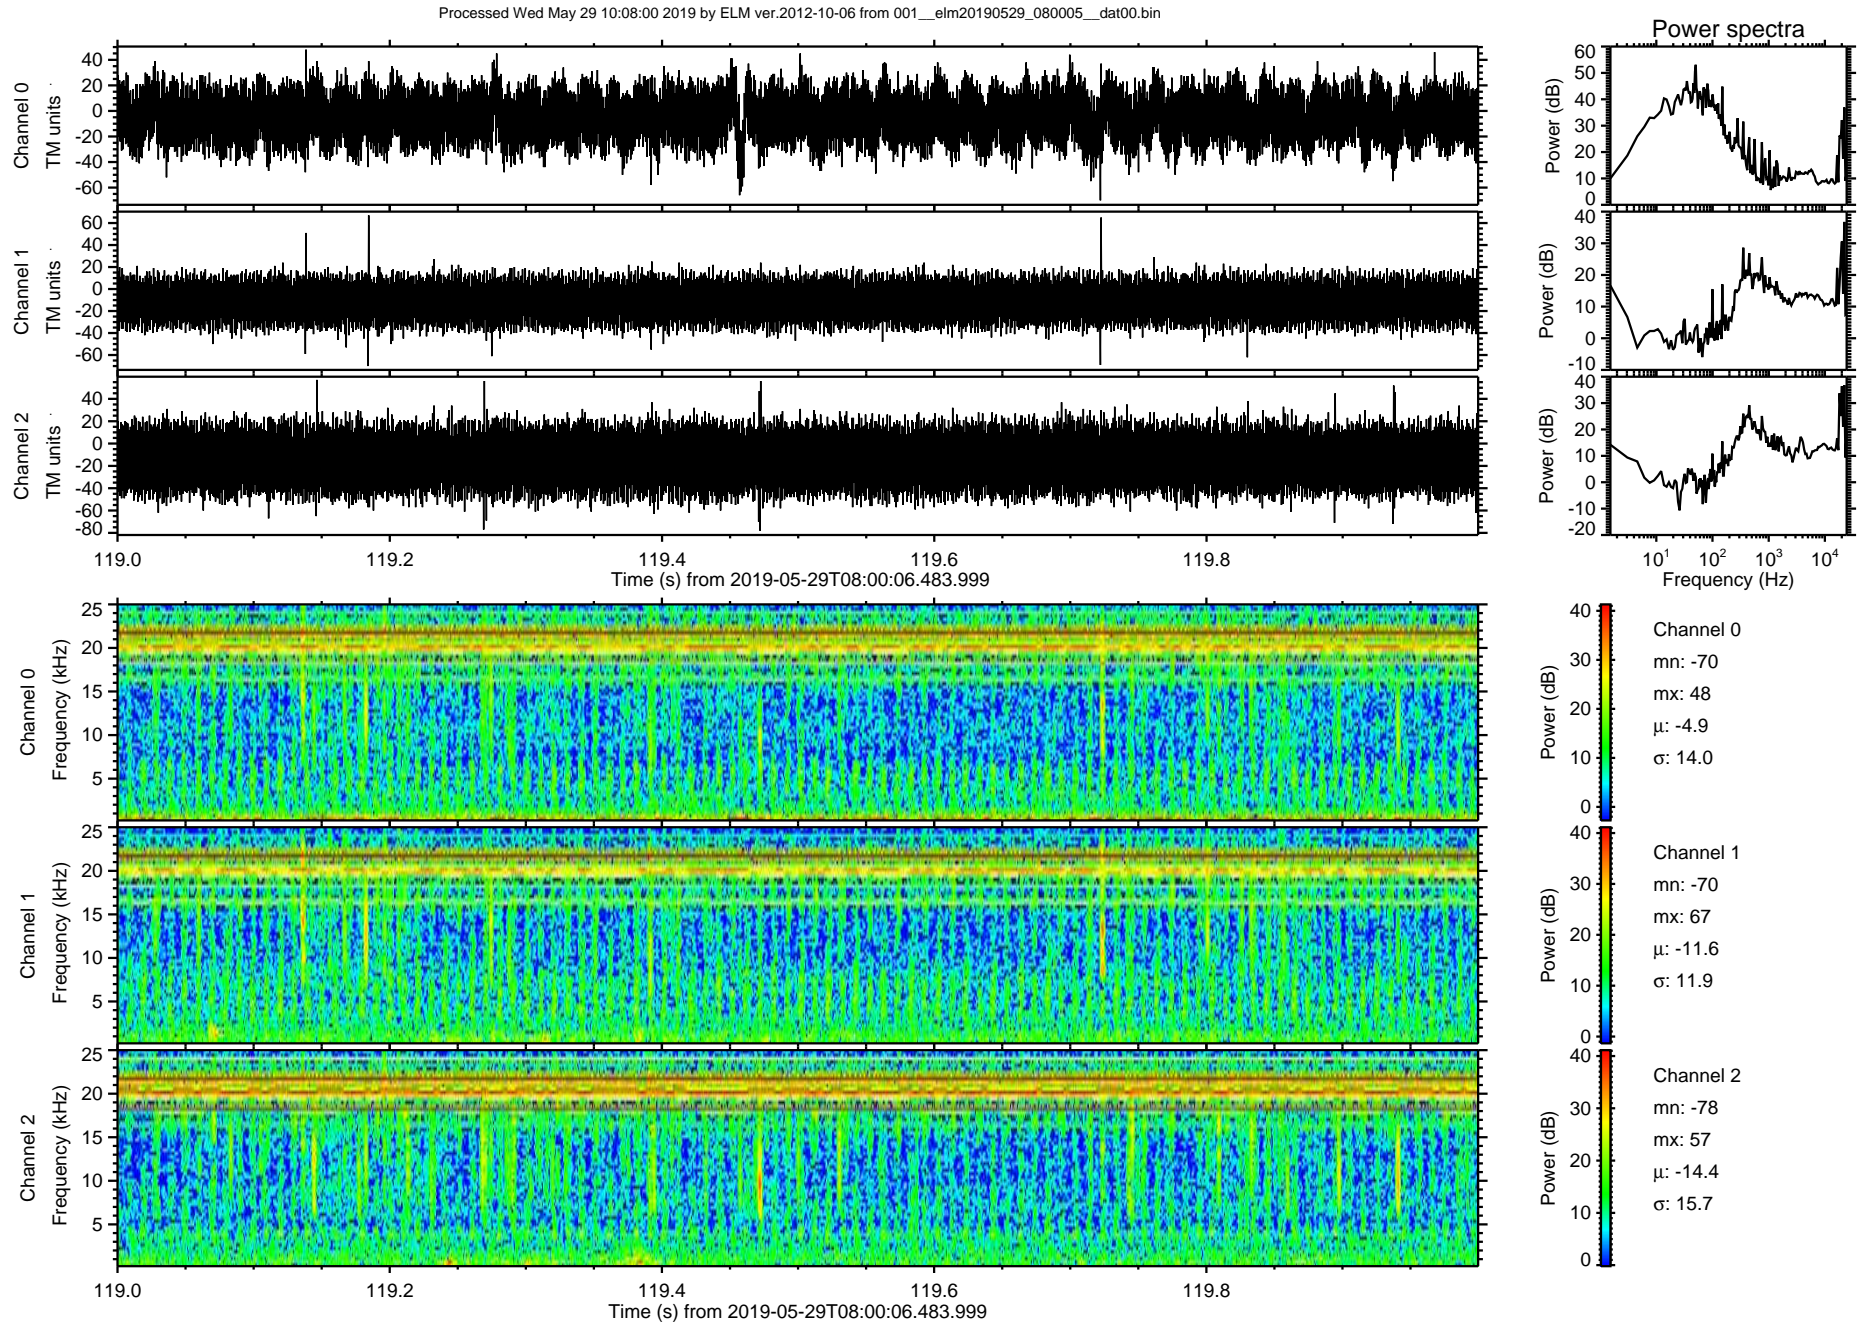 Processed Wed May 29 10:08:00 2019 by ELM ver.2012-10-06 from 001__elm20190529_080005__dat00.bin
Power spectra
Channel 0
TM units
40
20
0
-20
-40
-60
Power (dB)
60
50
40
30
20
10
0
Channel 1
TM units
60
40
20
0
-20
-40
-60
Power (dB)
40
30
20
10
0
-10
Channel 2
TM units
40
20
0
-20
-40
-60
-80
Power (dB)
40
30
20
10
0
-10
-20
119.0 119.2 119.4 119.6 119.8
Time (s) from 2019-05-29T08:00:06.483.999
10¹ 10² 10³ 10⁴
Frequency (Hz)
Channel 0
Frequency (kHz)
25
20
15
10
5
Power (dB)
40
30
20
10
0
Channel 0
mn: -70
mx: 48
μ: -4.9
σ: 14.0
Channel 1
Frequency (kHz)
25
20
15
10
5
Power (dB)
40
30
20
10
0
Channel 1
mn: -70
mx: 67
μ: -11.6
σ: 11.9
Channel 2
Frequency (kHz)
25
20
15
10
5
Power (dB)
40
30
20
10
0
Channel 2
mn: -78
mx: 57
μ: -14.4
σ: 15.7
119.0 119.2 119.4 119.6 119.8
Time (s) from 2019-05-29T08:00:06.483.999